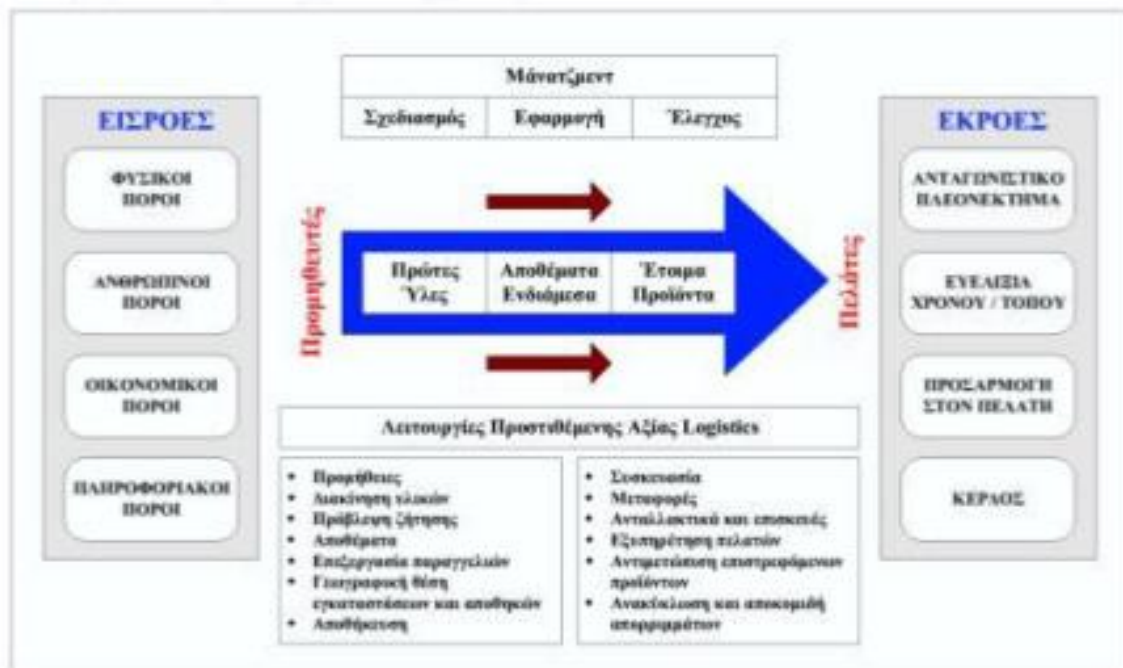 Μάνατζμεντ
Σχεδιασμός Εφαρμογή Έλεγχος
ΕΙΣΡΟΕΣ
ΦΥΣΙΚΟΙ
ΠΟΡΟΙ
ΑΝΘΡΩΠΙΝΟΙ
ΠΟΡΟΙ
ΟΙΚΟΝΟΜΙΚΟΙ
ΠΟΡΟΙ
ΠΛΗΡΟΦΟΡΙΑΚΟΙ
ΠΟΡΟΙ
Προμηθευτές
Πρώτες
Ύλες
Αποθέματα
Ενδιάμεσα
Έτοιμα
Προϊόντα
Πελάτες
ΕΚΡΟΕΣ
ΑΝΤΑΓΩΝΙΣΤΙΚΟ
ΠΛΕΟΝΕΚΤΗΜΑ
ΕΥΕΛΙΞΙΑ
ΧΡΟΝΟΥ / ΤΟΠΟΥ
ΠΡΟΣΑΡΜΟΓΗ
ΣΤΟΝ ΠΕΛΑΤΗ
ΚΕΡΔΟΣ
Λειτουργίες Προστιθέμενης Αξίας Logistics
• Προμήθειες
• Διακίνηση υλικών
• Πρόβλεψη ζήτησης
• Αποθέματα
• Επεξεργασία παραγγελιών
• Γεωγραφική θέση
εγκαταστάσεων και αποθηκών
• Αποθήκευση
• Συσκευασία
• Μεταφορές
• Ανταλλακτικά και επισκευές
• Εξυπηρέτηση πελατών
• Αντιμετώπιση επιστρεφόμενων
προϊόντων
• Ανακύκλωση και αποκομιδή
απορριμμάτων